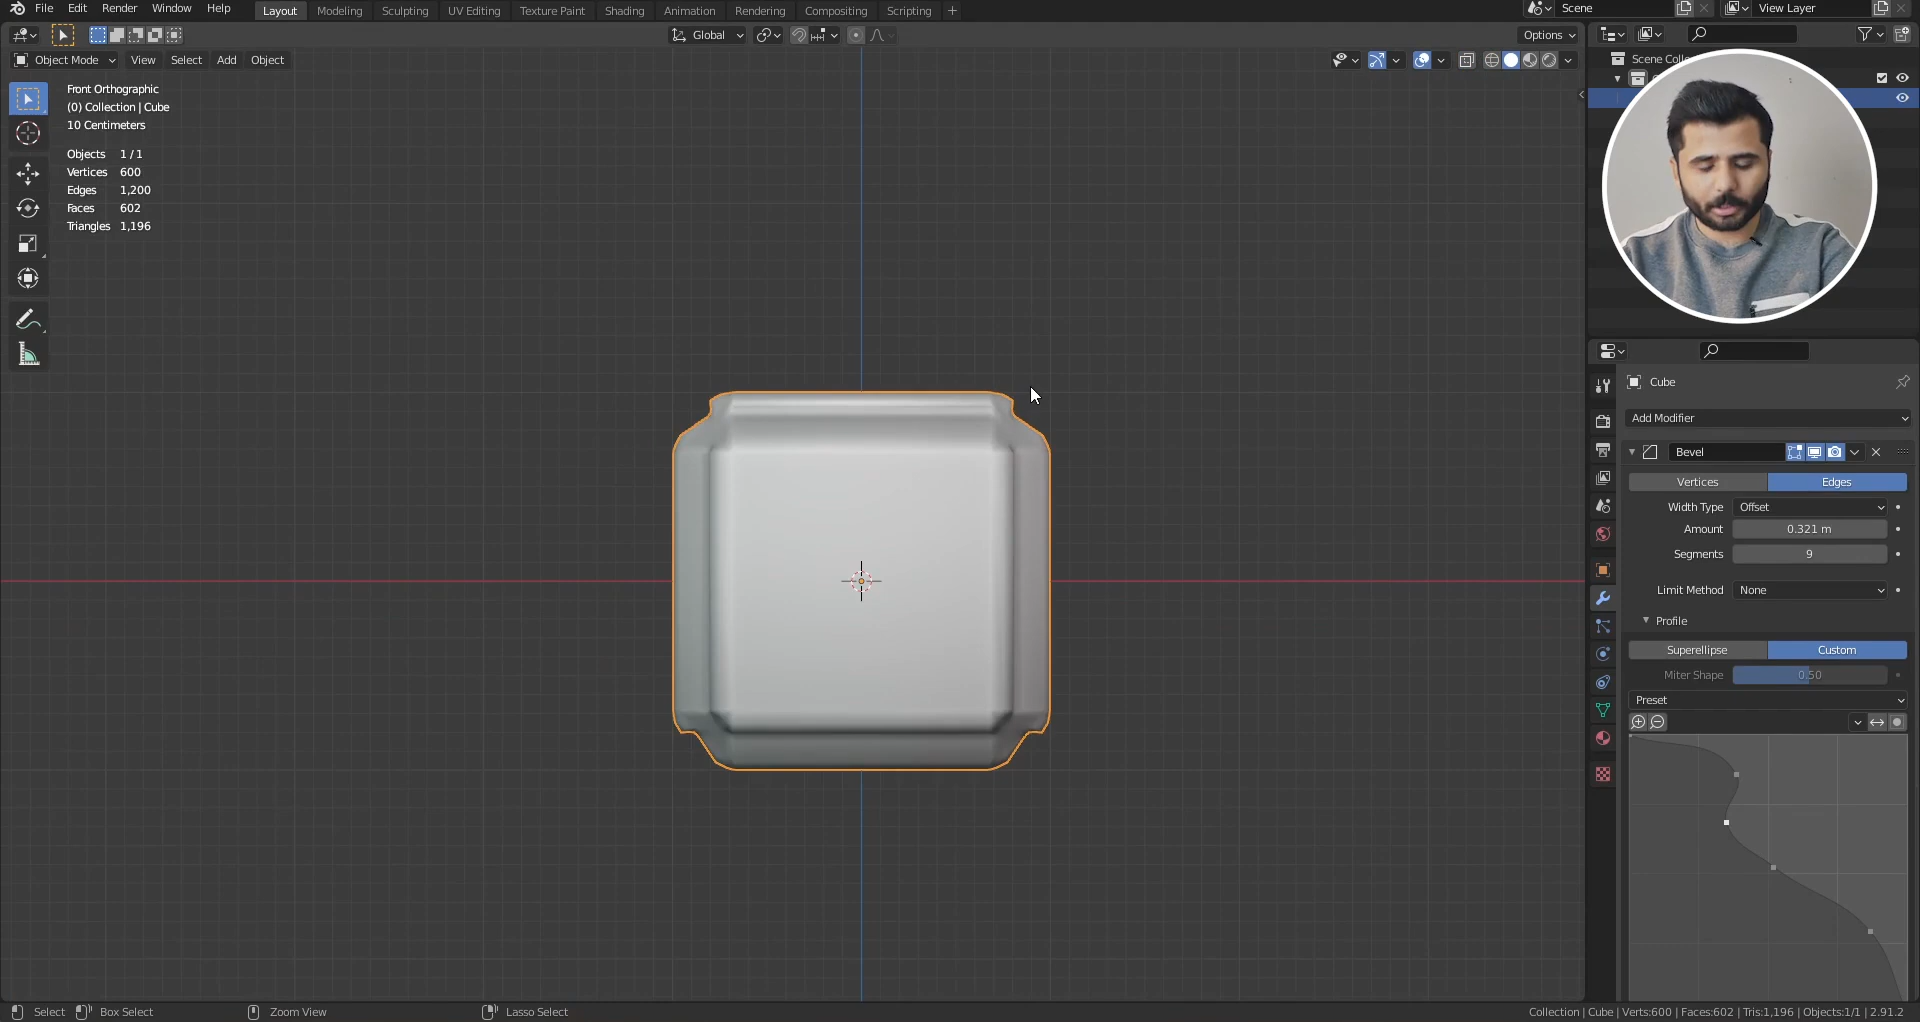 File Edit Render Window Help Layout Modeling Sculpting UV Editing Texture Paint Shading Animation Rendering Compositing Scripting + Scene View Layer
Global Options
Object Mode View Select Add Object
Scene Colle
Front Orthographic
(0) Collection | Cube
10 Centimeters
Objects 1 / 1
Vertices 600
Edges 1,200
Faces 602
Triangles 1,196
Cube
Add Modifier
Bevel
Vertices Edges
Width Type Offset
Amount 0.321 m
Segments 9
Limit Method None
Profile
Superellipse Custom
Miter Shape 0.50
Preset
Select Box Select Zoom View Lasso Select Collection | Cube | Verts:600 | Faces:602 | Tris:1,196 | Objects:1/1 | 2.91.2